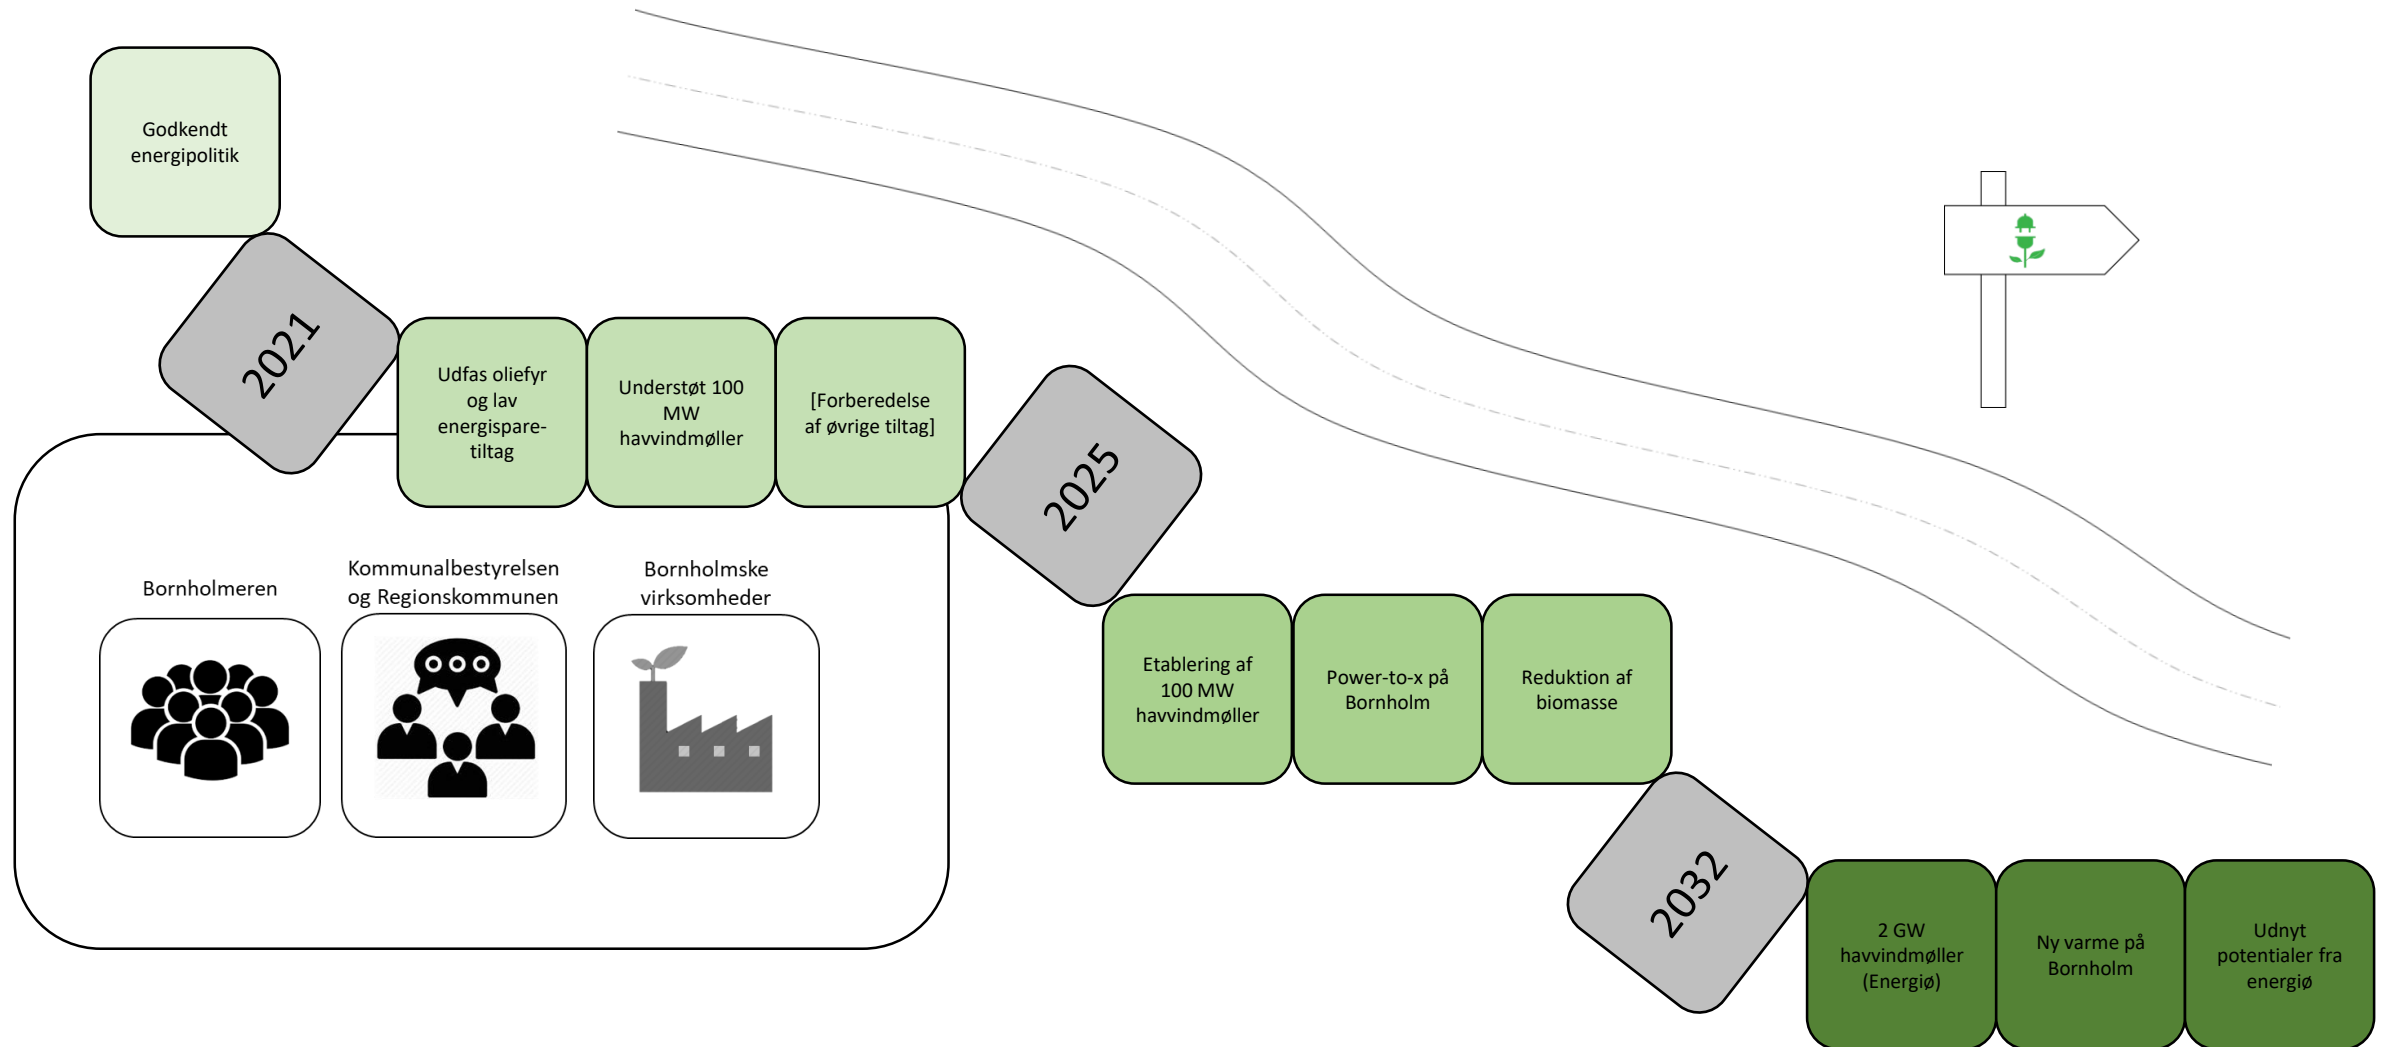 Godkendt
energipolitik
2021
Udfas oliefyr
og lav
energispare-
tiltag
Understøt 100
MW
havvindmøller
[Forberedelse
af øvrige tiltag]
2025
Bornholmeren
Kommunalbestyrelsen
og Regionskommunen
Bornholmske
virksomheder
Etablering af
100 MW
havvindmøller
Power-to-x på
Bornholm
Reduktion af
biomasse
2032
2 GW
havvindmøller
(Energiø)
Ny varme på
Bornholm
Udnyt
potentialer fra
energiø